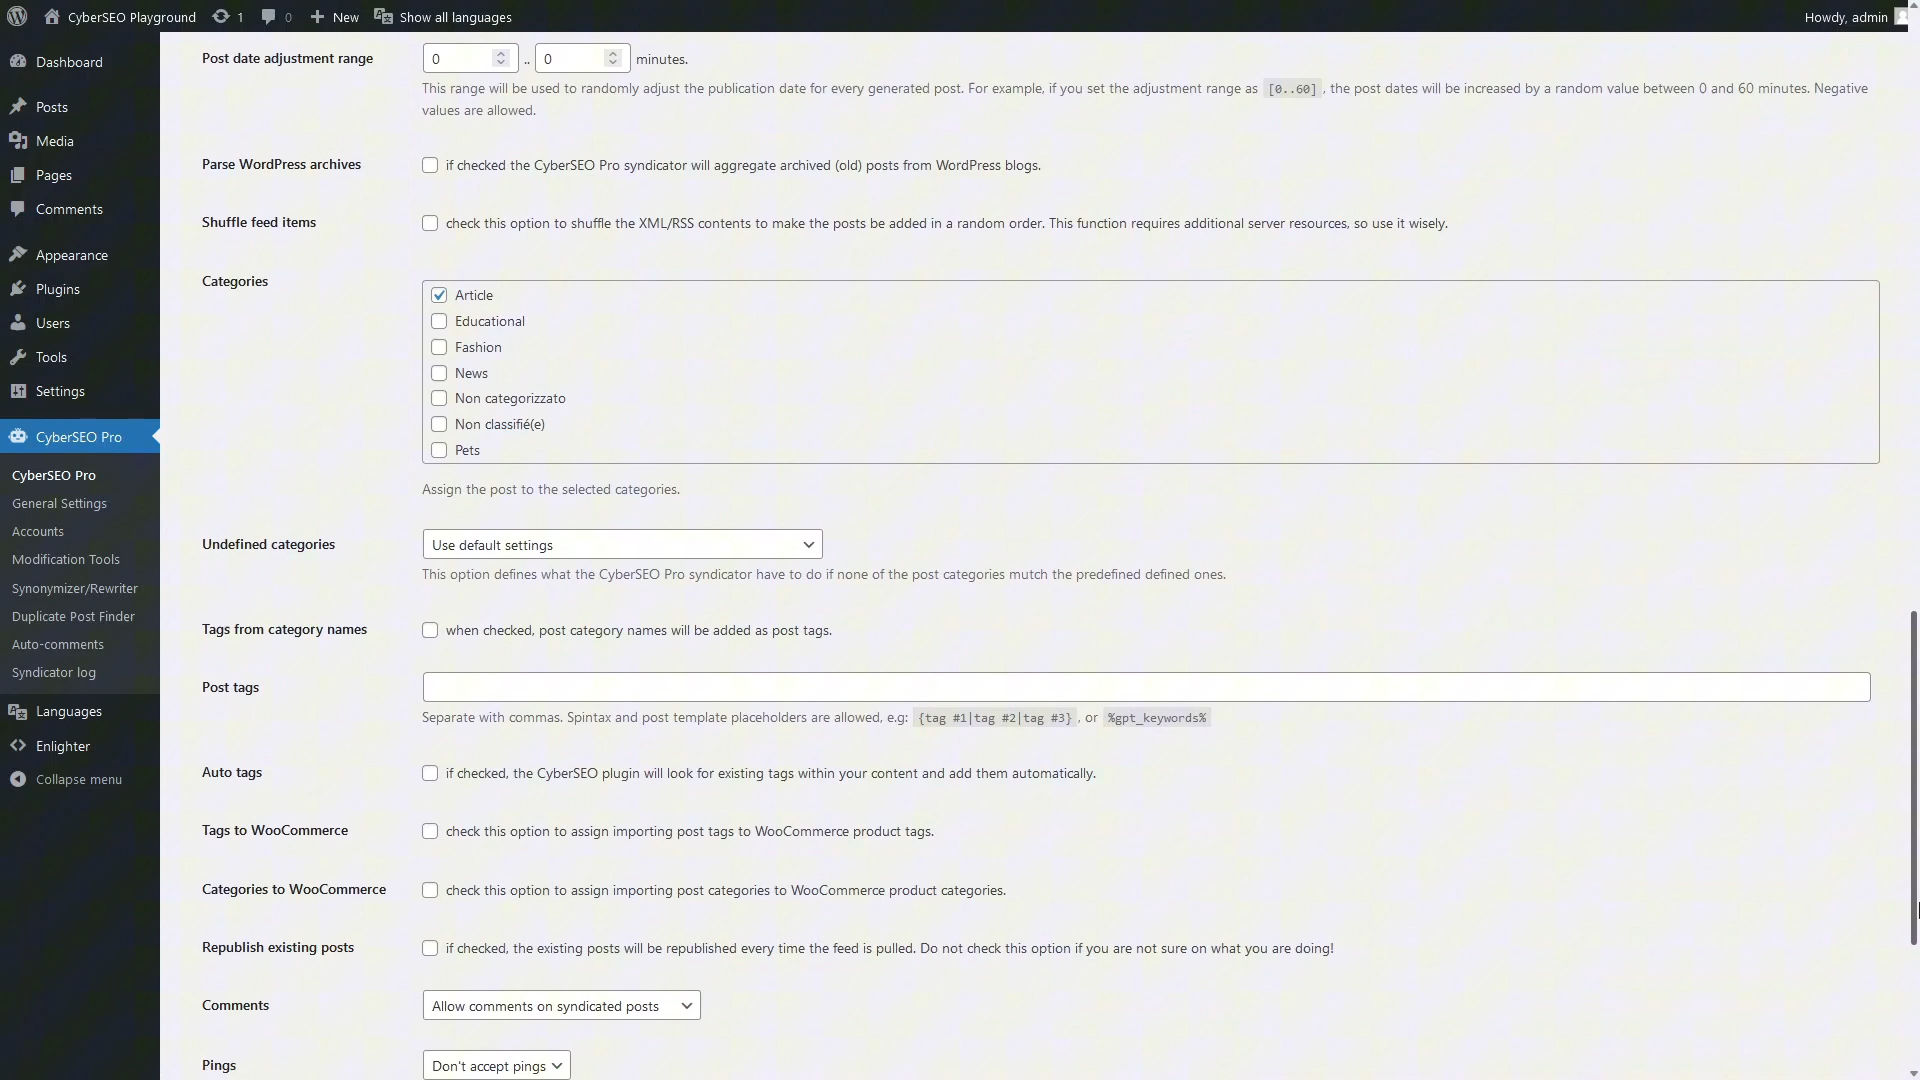 CyberSEO Playground
1
0
New
Show all languages
Howdy, admin
Dashboard
Posts
Media
Pages
Comments
Appearance
Plugins
Users
Tools
Settings
CyberSEO Pro
CyberSEO Pro
General Settings
Accounts
Modification Tools
Synonymizer/Rewriter
Duplicate Post Finder
Auto-comments
Syndicator log
Languages
Enlighter
Collapse menu
Post date adjustment range
0 .. 0 minutes.
This range will be used to randomly adjust the publication date for every generated post. For example, if you set the adjustment range as [0..60], the post dates will be increased by a random value between 0 and 60 minutes. Negative
values are allowed.
Parse WordPress archives
if checked the CyberSEO Pro syndicator will aggregate archived (old) posts from WordPress blogs.
Shuffle feed items
check this option to shuffle the XML/RSS contents to make the posts be added in a random order. This function requires additional server resources, so use it wisely.
Categories
Article
Educational
Fashion
News
Non categorizzato
Non classifié(e)
Pets
Assign the post to the selected categories.
Undefined categories
Use default settings
This option defines what the CyberSEO Pro syndicator have to do if none of the post categories mutch the predefined defined ones.
Tags from category names
when checked, post category names will be added as post tags.
Post tags
Separate with commas. Spintax and post template placeholders are allowed, e.g: {tag #1|tag #2|tag #3}, or %gpt_keywords%
Auto tags
if checked, the CyberSEO plugin will look for existing tags within your content and add them automatically.
Tags to WooCommerce
check this option to assign importing post tags to WooCommerce product tags.
Categories to WooCommerce
check this option to assign importing post categories to WooCommerce product categories.
Republish existing posts
if checked, the existing posts will be republished every time the feed is pulled. Do not check this option if you are not sure on what you are doing!
Comments
Allow comments on syndicated posts
Pings
Don't accept pings